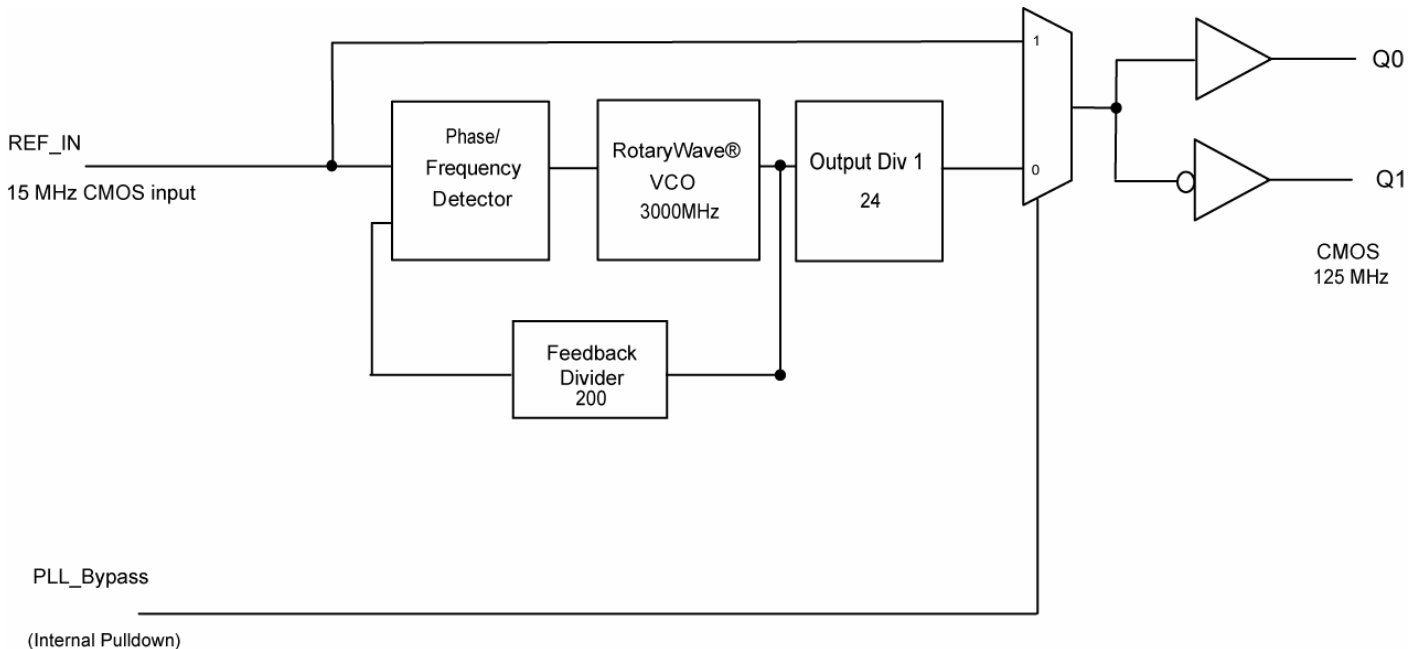 1
Q0
Phase/
Frequency
Detector
REF_IN
15 MHz CMOS input
RotaryWave®
VCO
3000MHz
Output Div 1
24
0
Q1
CMOS
125 MHz
Feedback
Divider
200
PLL_Bypass
(Internal Pulldown)